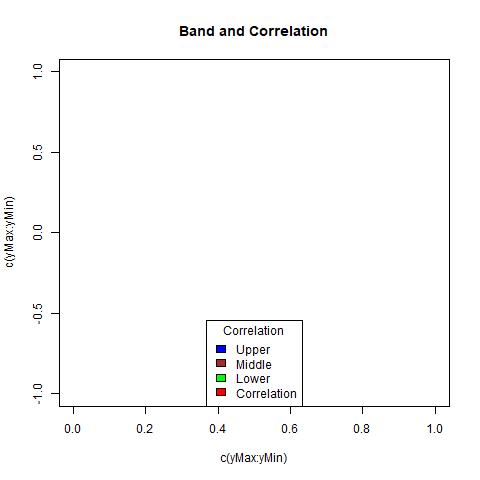 Band and Correlation
1.0
0.5
0.0
-0.5
-1.0
c(yMax:yMin)
Correlation
Upper
Middle
Lower
Correlation
0.0 0.2 0.4 0.6 0.8 1.0
c(yMax:yMin)